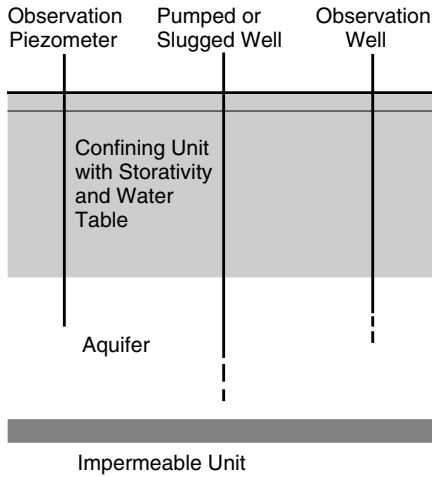 Observation
Piezometer
Pumped or
Slugged Well
Observation
Well
Confining Unit
with Storativity
and Water
Table
Aquifer
Impermeable Unit